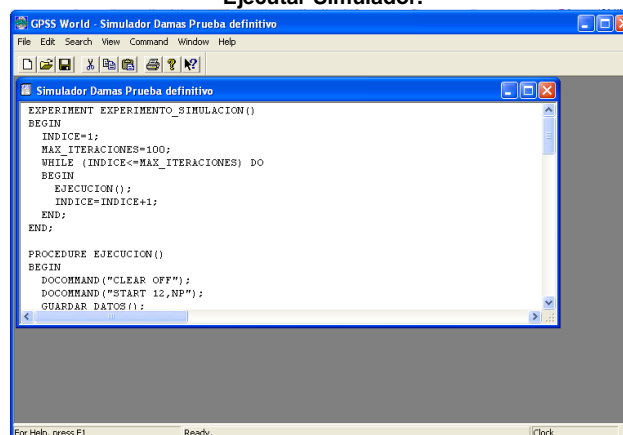 Ejecutar Simulador:
GPSS World - Simulador Damas Prueba definitivo
File Edit Search View Command Window Help
Simulador Damas Prueba definitivo
EXPERIMENT EXPERIMENTO_SIMULACION()
BEGIN
INDICE=1;
MAX_ITERACIONES=100;
WHILE (INDICE<=MAX_ITERACIONES) DO
BEGIN
EJECUCION();
INDICE=INDICE+1;
END;
END;
PROCEDURE EJECUCION()
BEGIN
DOCOMMAND("CLEAR OFF");
DOCOMMAND("START 12,NP");
GUARDAR_DATOS();
For Help, press F1 Ready. Clock